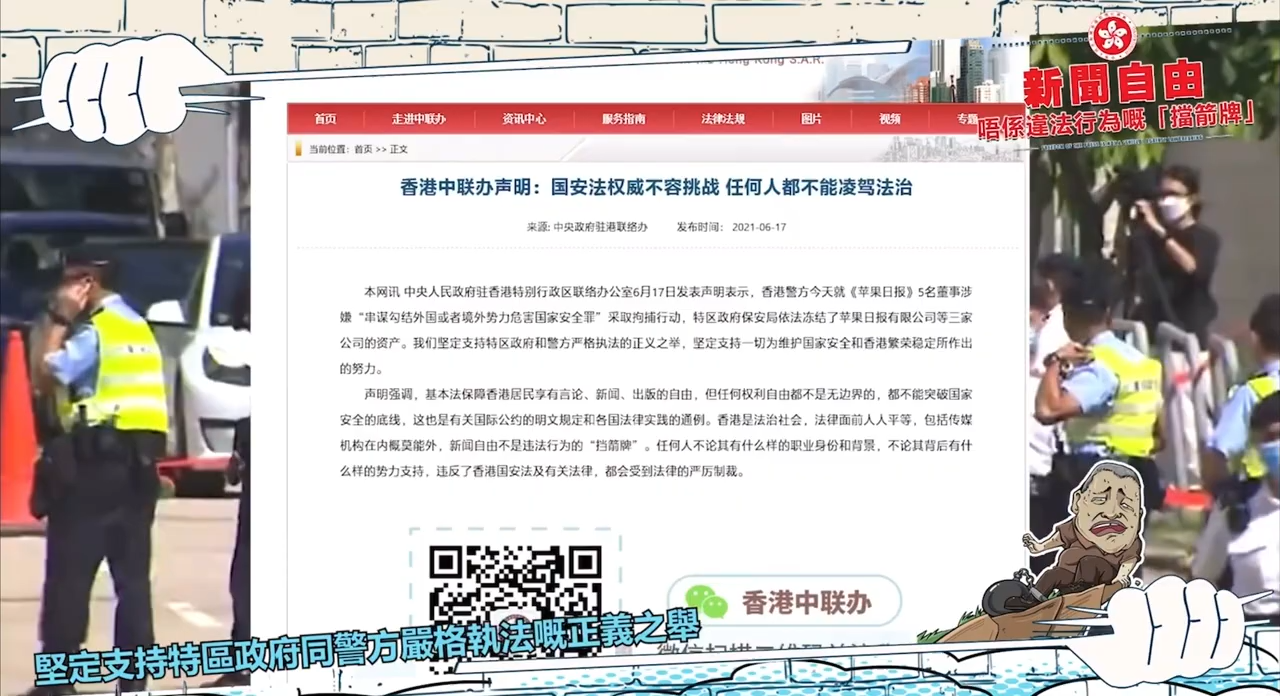 Hong Kong S.A.R.
新聞自由
唔係違法行為嘅「擋箭牌」
首页 走进中联办 资讯中心 服务指南 法律法规 图片 视频 专题
当前位置：首页 >> 正文
香港中联办声明：国安法权威不容挑战 任何人都不能凌驾法治
来源: 中央政府驻港联络办 发布时间： 2021-06-17
本网讯 中央人民政府驻香港特别行政区联络办公室6月17日发表声明表示，香港警方今天就《苹果日报》5名董事涉
嫌“串谋勾结外国或者境外势力危害国家安全罪”采取拘捕行动，特区政府保安局依法冻结了苹果日报有限公司等三家
公司的资产。我们坚定支持特区政府和警方严格执法的正义之举，坚定支持一切为维护国家安全和香港繁荣稳定所作出
的努力。
声明强调，基本法保障香港居民享有言论、新闻、出版的自由，但任何权利自由都不是无边界的，都不能突破国家
安全的底线，这也是有关国际公约的明文规定和各国法律实践的通例。香港是法治社会，法律面前人人平等，包括传媒
机构在内概莫能外，新闻自由不是违法行为的“挡箭牌”。任何人不论其有什么样的职业身份和背景，不论其背后有什
么样的势力支持，违反了香港国安法及有关法律，都会受到法律的严厉制裁。
香港中联办
堅定支持特區政府同警方嚴格執法嘅正義之舉